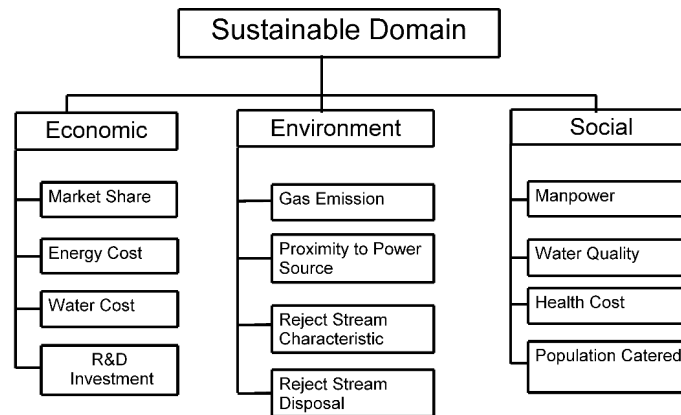 Sustainable Domain
Economic
Market Share
Energy Cost
Water Cost
R&D
Investment
Environment
Gas Emission
Proximity to Power
Source
Reject Stream
Characteristic
Reject Stream
Disposal
Social
Manpower
Water Quality
Health Cost
Population Catered